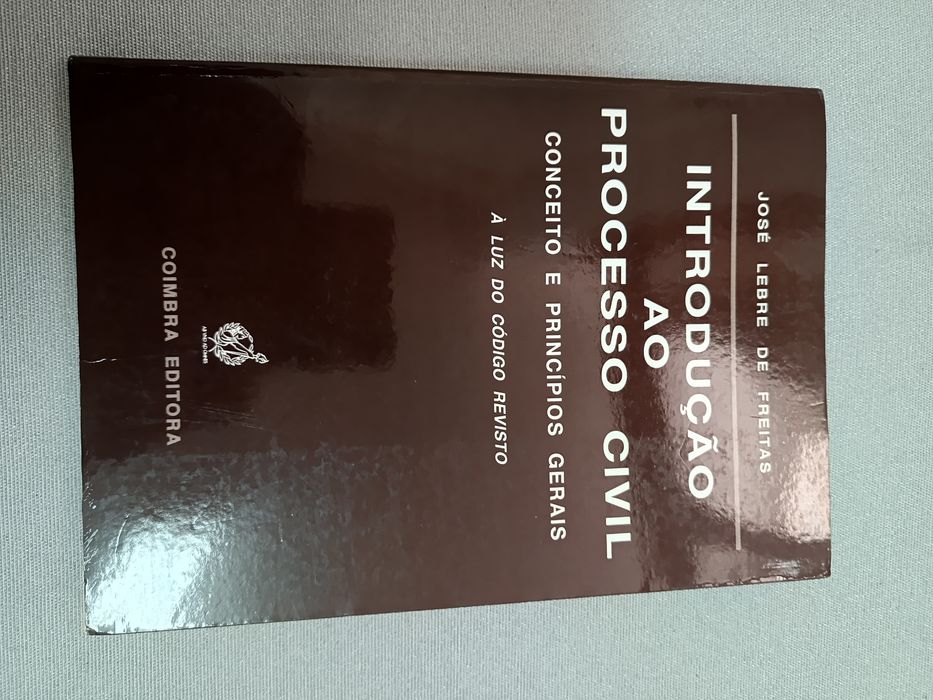 JOSÉ LEBRE DE FREITAS
INTRODUÇÃO
AO
PROCESSO CIVIL
CONCEITO E PRINCÍPIOS GERAIS
À LUZ DO CÓDIGO REVISTO
COIMBRA EDITORA